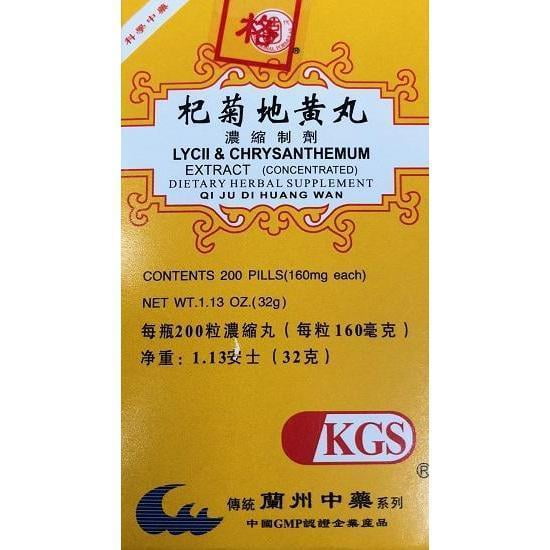 科學中藥
格
®
杞菊地黃丸
濃縮制劑
LYCII & CHRYSANTHEMUM
EXTRACT (CONCENTRATED)
DIETARY HERBAL SUPPLEMENT
QI JU DI HUANG WAN
CONTENTS 200 PILLS(160mg each)
NET WT.1.13 OZ.(32g)
每瓶200粒濃縮丸（每粒160毫克）
净重：1.13安士（32克）
KGS
®
傳統 蘭州中藥 系列
中國GMP認證企業産品